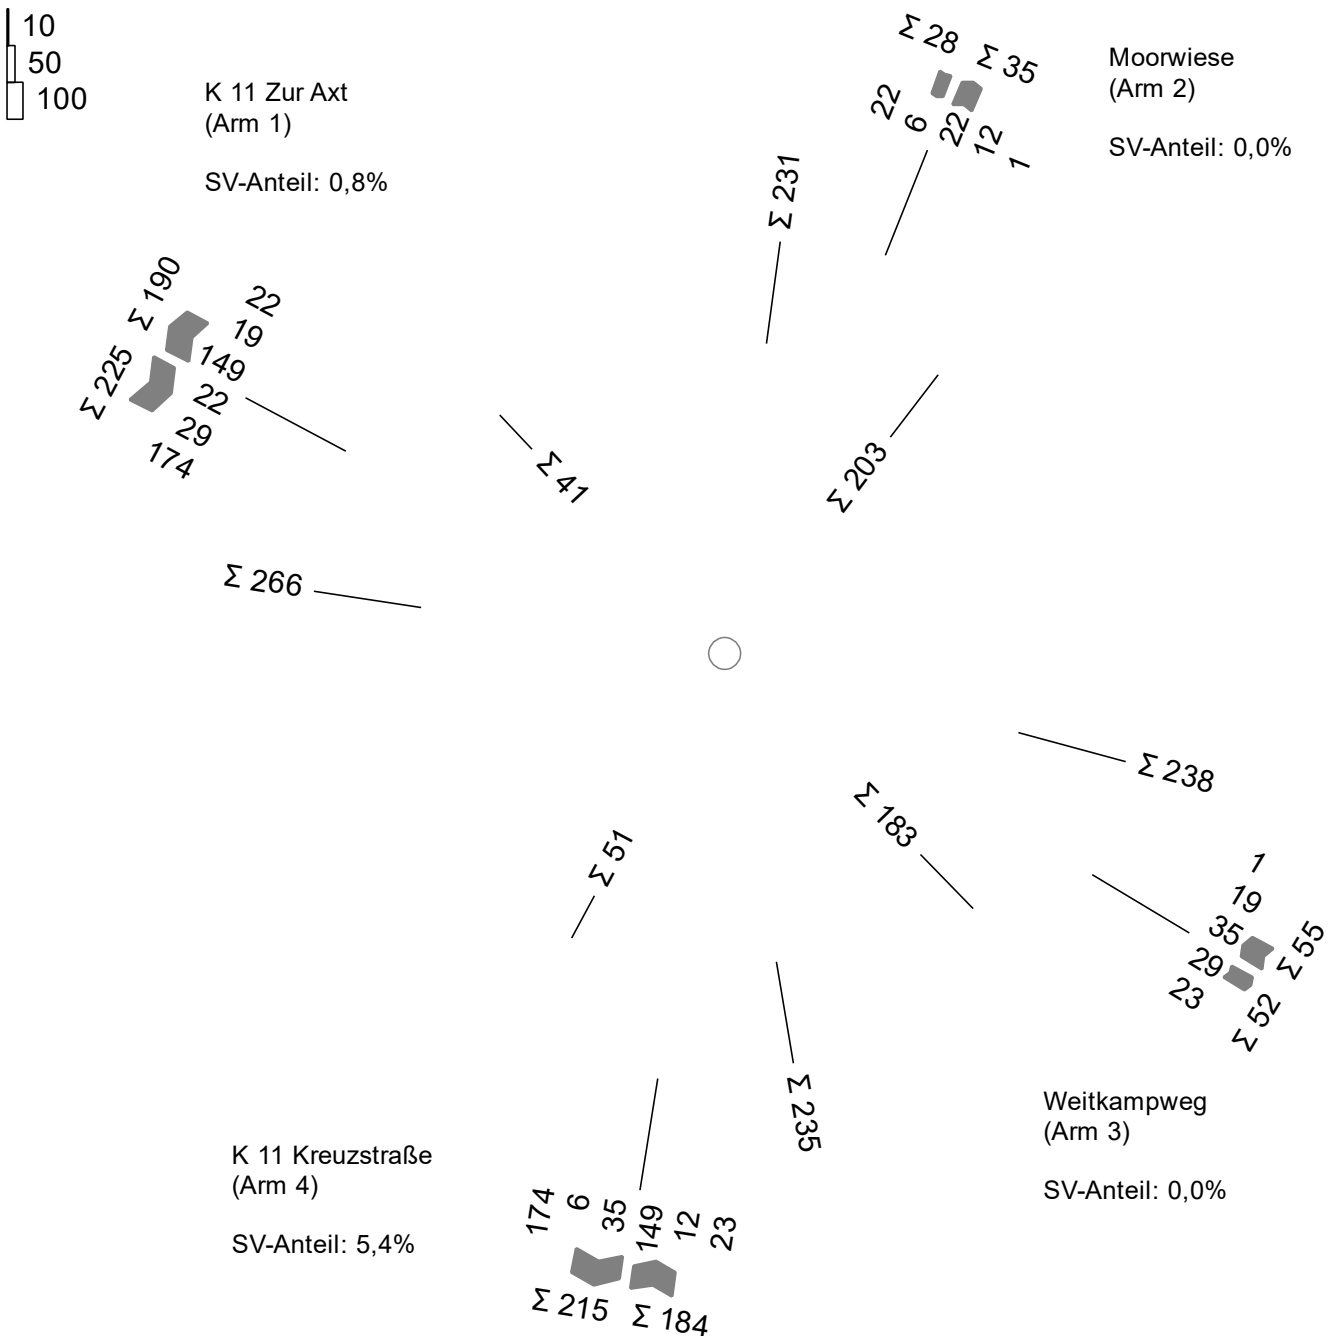 10
50
100
K 11 Zur Axt
(Arm 1)
SV-Anteil: 0,8%
Σ 28
Σ 35
22
6
22
12
1
Moorwiese
(Arm 2)
SV-Anteil: 0,0%
Σ 231
Σ 190
Σ 225
22
19
149
22
29
174
Σ 41
Σ 203
Σ 266
Σ 238
Σ 183
Σ 51
1
19
35
29
23
Σ 55
Σ 52
Σ 235
Weitkampweg
(Arm 3)
SV-Anteil: 0,0%
K 11 Kreuzstraße
(Arm 4)
SV-Anteil: 5,4%
174
6
35
149
12
23
Σ 215
Σ 184